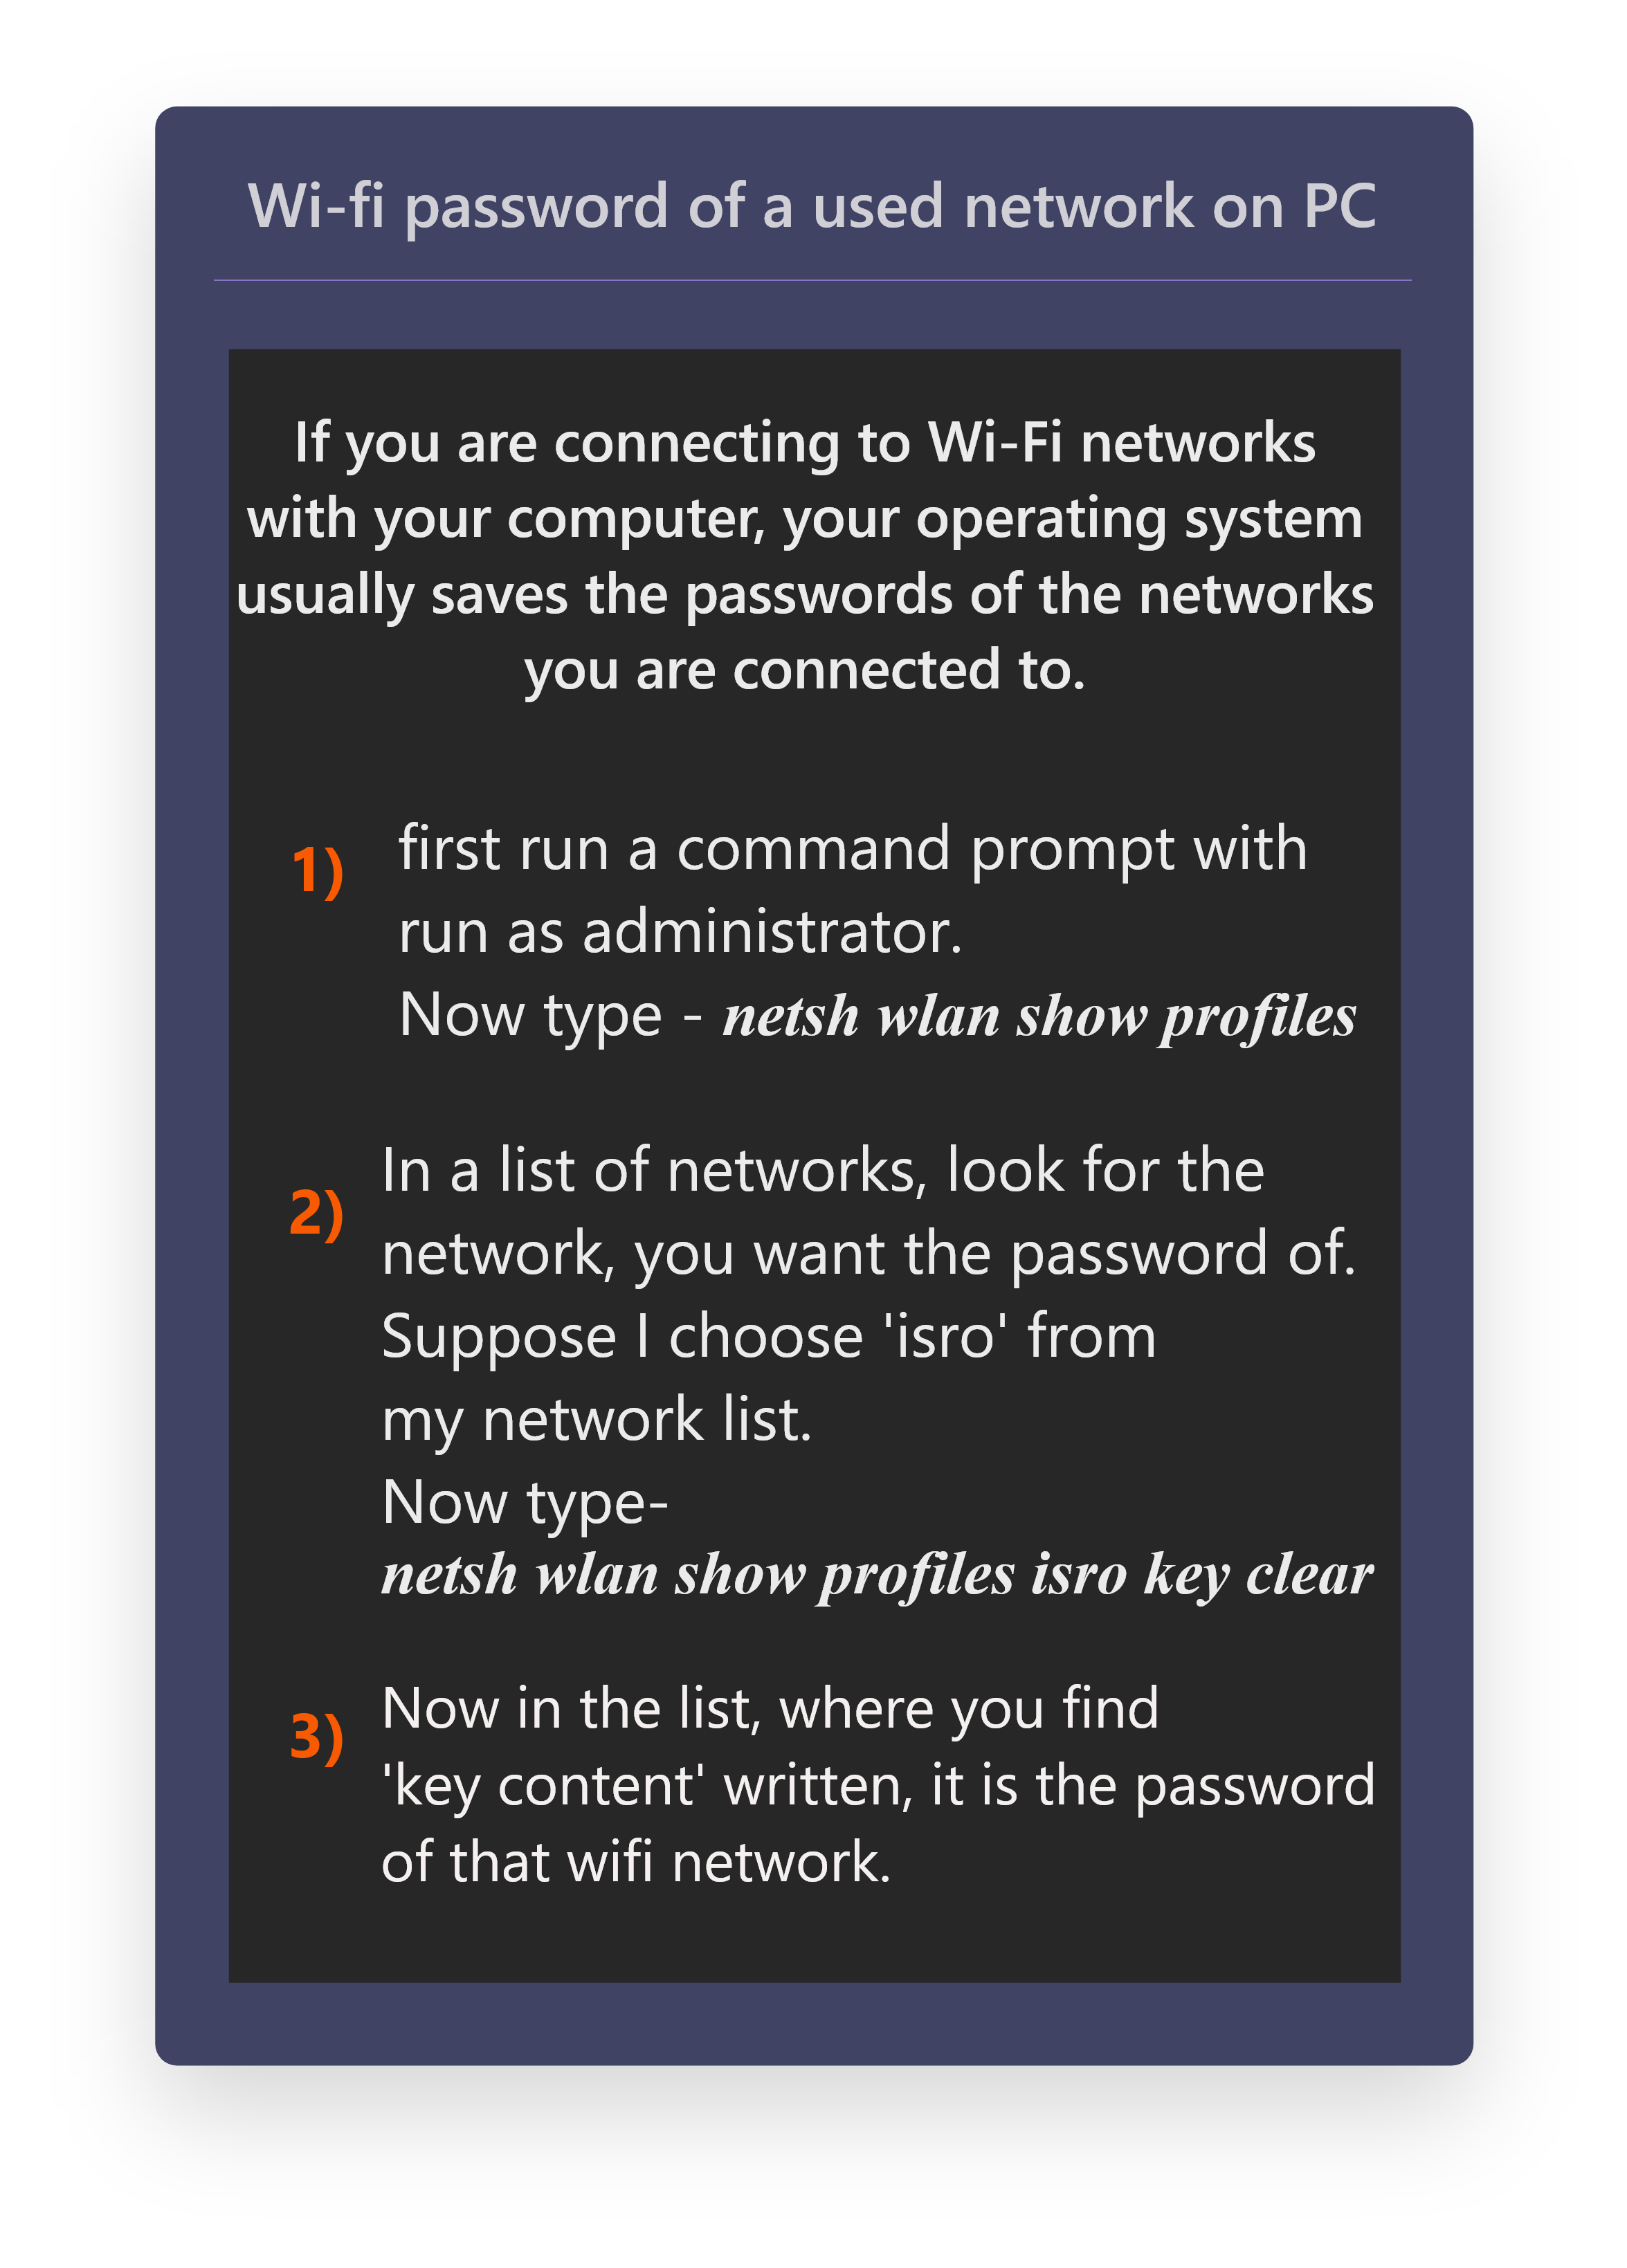 Wi-fi password of a used network on PC
If you are connecting to Wi-Fi networks
with your computer, your operating system
usually saves the passwords of the networks
you are connected to.
1) first run a command prompt with
run as administrator.
Now type - netsh wlan show profiles
2) In a list of networks, look for the
network, you want the password of.
Suppose I choose 'isro' from
my network list.
Now type-
netsh wlan show profiles isro key clear
3) Now in the list, where you find
'key content' written, it is the password
of that wifi network.